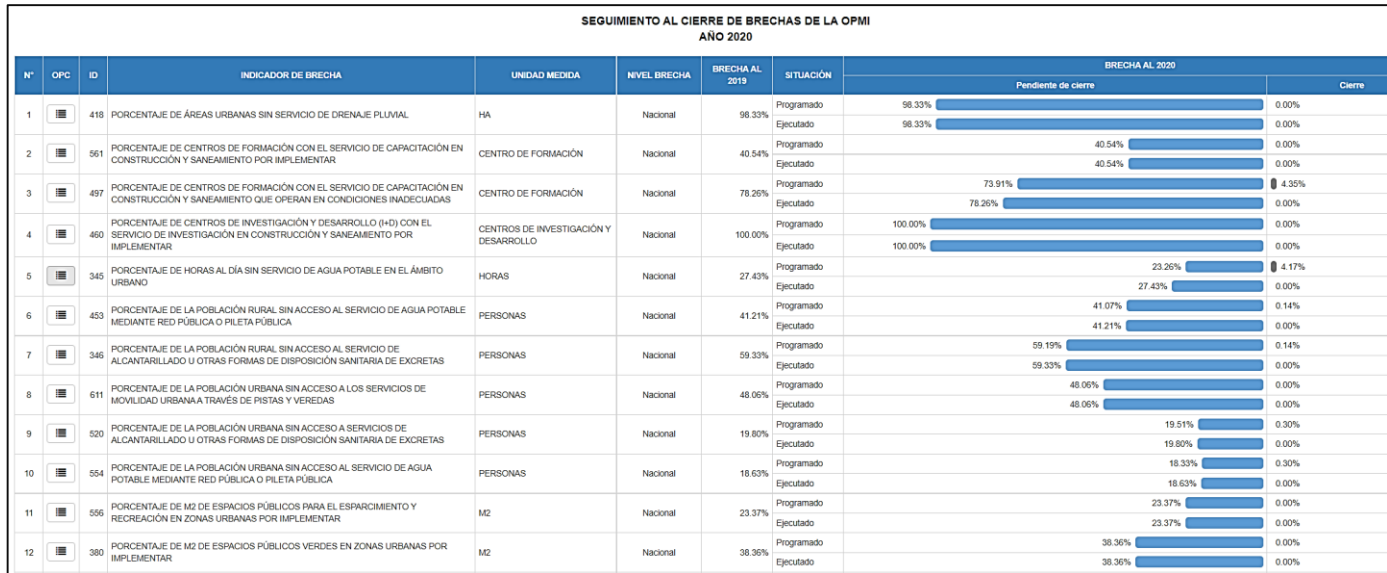 SEGUIMIENTO AL CIERRE DE BRECHAS DE LA OPMI
AÑO 2020
N° OPC ID INDICADOR DE BRECHA UNIDAD MEDIDA NIVEL BRECHA BRECHA AL 2019 SITUACIÓN BRECHA AL 2020
Pendiente de cierre Cierre
1 418 PORCENTAJE DE ÁREAS URBANAS SIN SERVICIO DE DRENAJE PLUVIAL HA Nacional 98.33%
Programado 98.33% 0.00%
Ejecutado 98.33% 0.00%
2 561 PORCENTAJE DE CENTROS DE FORMACIÓN CON EL SERVICIO DE CAPACITACIÓN EN
CONSTRUCCIÓN Y SANEAMIENTO POR IMPLEMENTAR CENTRO DE FORMACIÓN Nacional 40.54%
Programado 40.54% 0.00%
Ejecutado 40.54% 0.00%
3 497 PORCENTAJE DE CENTROS DE FORMACIÓN CON EL SERVICIO DE CAPACITACIÓN EN
CONSTRUCCIÓN Y SANEAMIENTO QUE OPERAN EN CONDICIONES INADECUADAS CENTRO DE FORMACIÓN Nacional 78.26%
Programado 73.91% 4.35%
Ejecutado 78.26% 0.00%
4 460 PORCENTAJE DE CENTROS DE INVESTIGACIÓN Y DESARROLLO (I+D) CON EL
SERVICIO DE INVESTIGACIÓN EN CONSTRUCCIÓN Y SANEAMIENTO POR
IMPLEMENTAR CENTROS DE INVESTIGACIÓN Y
DESARROLLO Nacional 100.00%
Programado 100.00% 0.00%
Ejecutado 100.00% 0.00%
5 345 PORCENTAJE DE HORAS AL DÍA SIN SERVICIO DE AGUA POTABLE EN EL ÁMBITO
URBANO HORAS Nacional 27.43%
Programado 23.26% 4.17%
Ejecutado 27.43% 0.00%
6 453 PORCENTAJE DE LA POBLACIÓN RURAL SIN ACCESO AL SERVICIO DE AGUA POTABLE
MEDIANTE RED PÚBLICA O PILETA PÚBLICA PERSONAS Nacional 41.21%
Programado 41.07% 0.14%
Ejecutado 41.21% 0.00%
7 346 PORCENTAJE DE LA POBLACIÓN RURAL SIN ACCESO AL SERVICIO DE
ALCANTARILLADO U OTRAS FORMAS DE DISPOSICIÓN SANITARIA DE EXCRETAS PERSONAS Nacional 59.33%
Programado 59.19% 0.14%
Ejecutado 59.33% 0.00%
8 611 PORCENTAJE DE LA POBLACIÓN URBANA SIN ACCESO A LOS SERVICIOS DE
MOVILIDAD URBANA A TRAVÉS DE PISTAS Y VEREDAS PERSONAS Nacional 48.06%
Programado 48.06% 0.00%
Ejecutado 48.06% 0.00%
9 520 PORCENTAJE DE LA POBLACIÓN URBANA SIN ACCESO A SERVICIOS DE
ALCANTARILLADO U OTRAS FORMAS DE DISPOSICIÓN SANITARIA DE EXCRETAS PERSONAS Nacional 19.80%
Programado 19.51% 0.30%
Ejecutado 19.80% 0.00%
10 554 PORCENTAJE DE LA POBLACIÓN URBANA SIN ACCESO AL SERVICIO DE AGUA
POTABLE MEDIANTE RED PÚBLICA O PILETA PÚBLICA PERSONAS Nacional 18.63%
Programado 18.33% 0.30%
Ejecutado 18.63% 0.00%
11 556 PORCENTAJE DE M2 DE ESPACIOS PÚBLICOS PARA EL ESPARCIMIENTO Y
RECREACIÓN EN ZONAS URBANAS POR IMPLEMENTAR M2 Nacional 23.37%
Programado 23.37% 0.00%
Ejecutado 23.37% 0.00%
12 380 PORCENTAJE DE M2 DE ESPACIOS PÚBLICOS VERDES EN ZONAS URBANAS POR
IMPLEMENTAR M2 Nacional 38.36%
Programado 38.36% 0.00%
Ejecutado 38.36% 0.00%